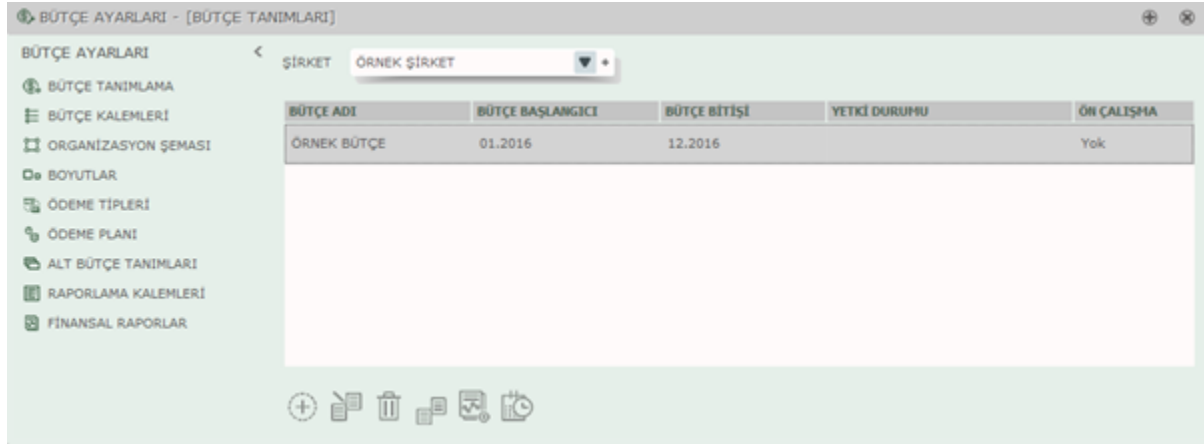 BÜTÇE AYARLARI - [BÜTÇE TANIMLARI]
BÜTÇE AYARLARI <
BÜTÇE TANIMLAMA
BÜTÇE KALEMLERİ
ORGANİZASYON ŞEMASI
BOYUTLAR
ÖDEME TİPLERİ
ÖDEME PLANI
ALT BÜTÇE TANIMLARI
RAPORLAMA KALEMLERİ
FİNANSAL RAPORLAR
ŞİRKET ÖRNEK ŞİRKET
BÜTÇE ADI BÜTÇE BAŞLANGICI BÜTÇE BİTİŞİ YETKİ DURUMU ÖN ÇALIŞMA
ÖRNEK BÜTÇE 01.2016 12.2016 Yok